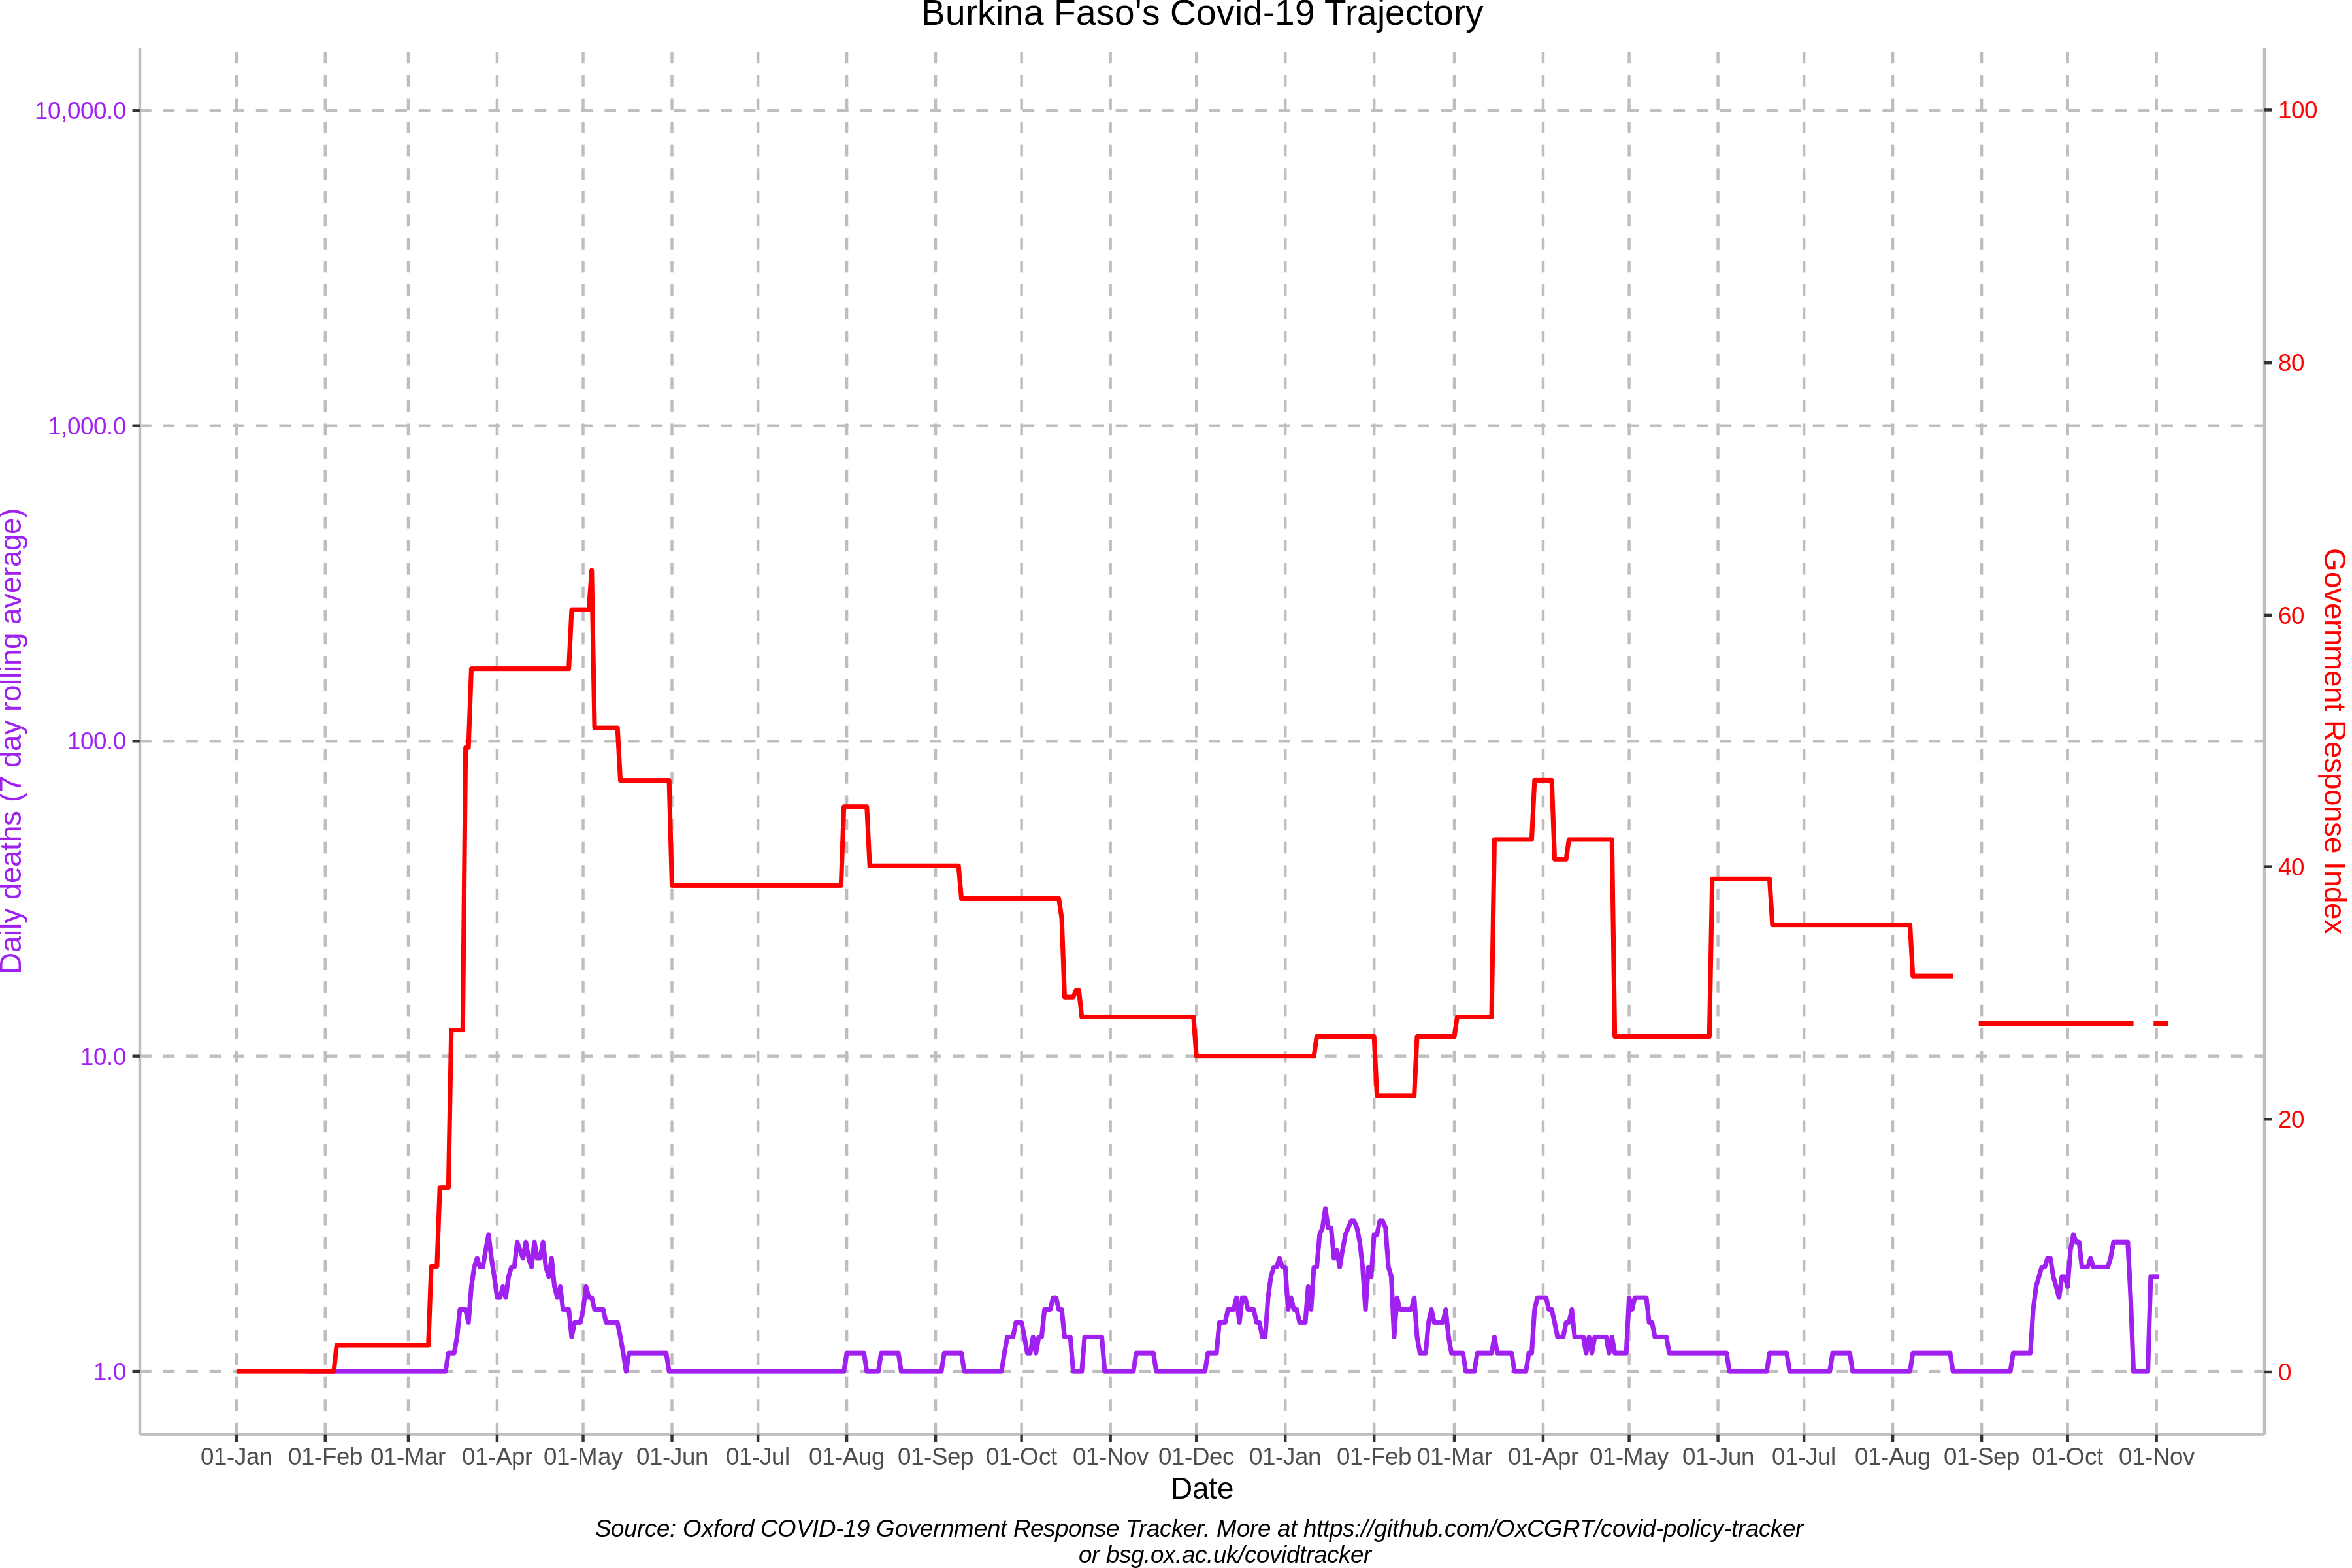 Burkina Faso's Covid-19 Trajectory
10,000.0
1,000.0
100.0
10.0
1.0
Daily deaths (7 day rolling average)
100
80
60
40
20
0
Government Response Index
01-Jan 01-Feb 01-Mar 01-Apr 01-May 01-Jun 01-Jul 01-Aug 01-Sep 01-Oct 01-Nov 01-Dec 01-Jan 01-Feb 01-Mar 01-Apr 01-May 01-Jun 01-Jul 01-Aug 01-Sep 01-Oct 01-Nov
Date
Source: Oxford COVID-19 Government Response Tracker. More at https://github.com/OxCGRT/covid-policy-tracker
or bsg.ox.ac.uk/covidtracker